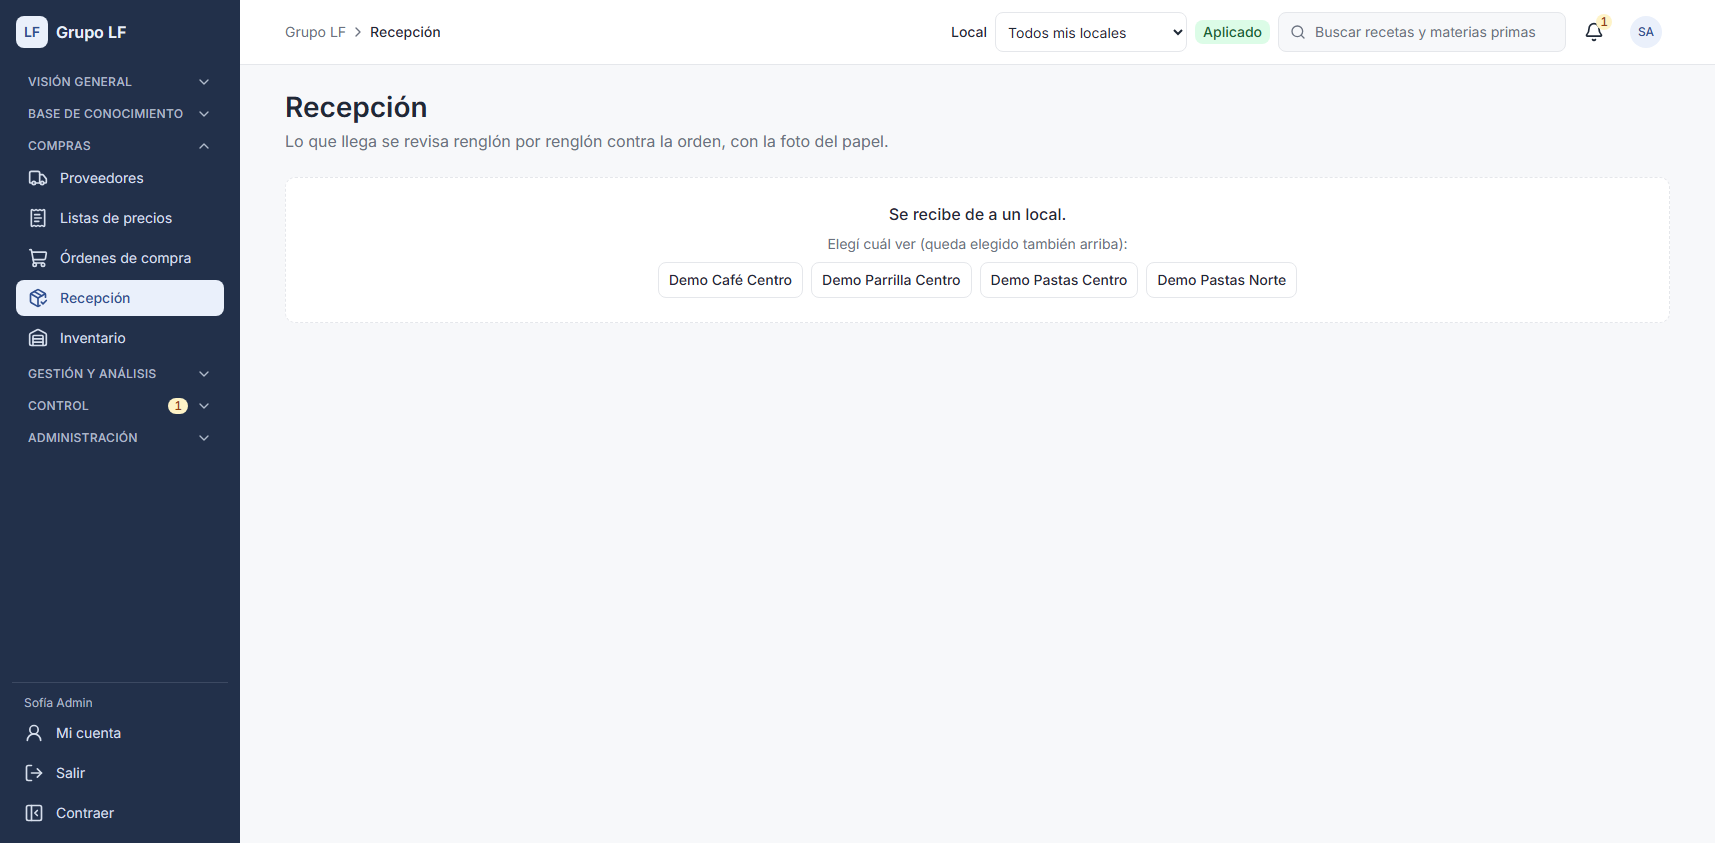 LF Grupo LF
VISIÓN GENERAL
BASE DE CONOCIMIENTO
COMPRAS
Proveedores
Listas de precios
Órdenes de compra
Recepción
Inventario
GESTIÓN Y ANÁLISIS
CONTROL 1
ADMINISTRACIÓN
Sofía Admin
Mi cuenta
Salir
Contraer
Grupo LF > Recepción
Local Todos mis locales Aplicado Buscar recetas y materias primas 1 SA
Recepción
Lo que llega se revisa renglón por renglón contra la orden, con la foto del papel.
Se recibe de a un local.
Elegí cuál ver (queda elegido también arriba):
Demo Café Centro Demo Parrilla Centro Demo Pastas Centro Demo Pastas Norte